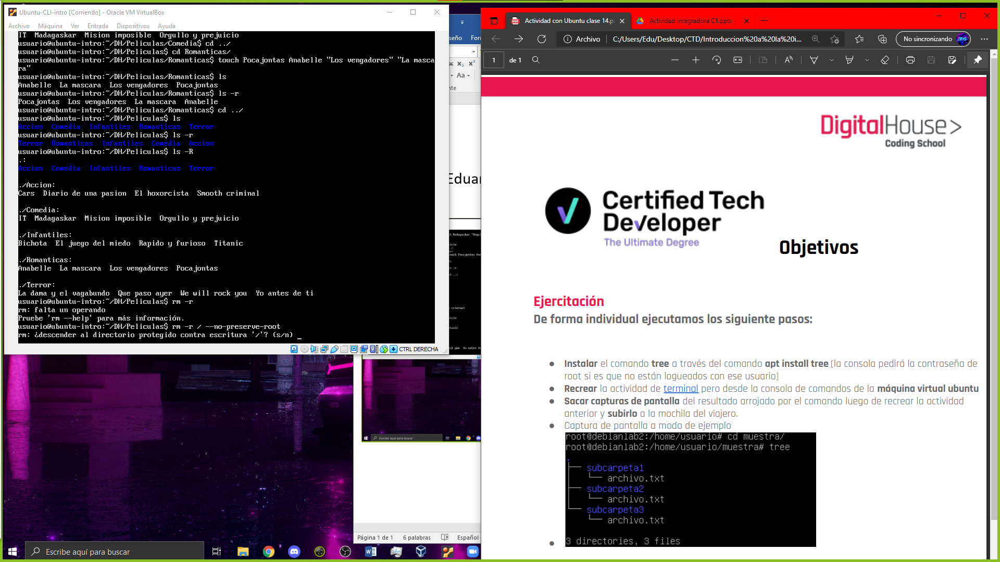 Ubuntu-CLI-intro [Corriendo] - Oracle VM VirtualBox
Archivo Máquina Ver Entrada Dispositivos Ayuda
IT Madagaskar Mision imposible Orgullo y prejuicio
usuario@ubuntu-intro:~/DH/Peliculas/Comedia$ cd ../
usuario@ubuntu-intro:~/DH/Peliculas$ cd Romanticas/
usuario@ubuntu-intro:~/DH/Peliculas/Romanticas$ touch Pocajontas Anabelle "Los vengadores" "La masca
ra"
usuario@ubuntu-intro:~/DH/Peliculas/Romanticas$ ls
Anabelle La mascara Los vengadores Pocajontas
usuario@ubuntu-intro:~/DH/Peliculas/Romanticas$ ls -r
Pocajontas Los vengadores La mascara Anabelle
usuario@ubuntu-intro:~/DH/Peliculas/Romanticas$ cd ../
usuario@ubuntu-intro:~/DH/Peliculas$ ls
Accion Comedia Infantiles Romanticas Terror
usuario@ubuntu-intro:~/DH/Peliculas$ ls -r
Terror Romanticas Infantiles Comedia Accion
usuario@ubuntu-intro:~/DH/Peliculas$ ls -R
.:
Accion Comedia Infantiles Romanticas Terror
./Accion:
Cars Diario de una pasion El hoxorcista Smooth criminal
./Comedia:
IT Madagaskar Mision imposible Orgullo y prejuicio
./Infantiles:
Bichota El juego del miedo Rapido y furioso Titanic
./Romanticas:
Anabelle La mascara Los vengadores Pocajontas
./Terror:
La dama y el vagabundo Que paso ayer We will rock you Yo antes de ti
usuario@ubuntu-intro:~/DH/Peliculas$ rm -r
rm: falta un operando
Pruebe 'rm --help' para más información.
usuario@ubuntu-intro:~/DH/Peliculas$ rm -r / --no-preserve-root
rm: ¿descender al directorio protegido contra escritura '/'? (s/n) _
CTRL DERECHA
seño Forr
Aa
nte
Eduar
Escribe aquí para buscar
Página 1 de 1 6 palabras Español
Escribe aquí para buscar
Actividad con Ubuntu clase 14.p
Actividad Integradora C1.pptx -
Archivo C:/Users/Edu/Desktop/CTD/Introduccion%20a%20la%20i...
No sincronizando
1 de 1
DigitalHouse>
Coding School
Certified Tech
Developer
The Ultimate Degree
Objetivos
Ejercitación
De forma individual ejecutamos los siguiente pasos:
● Instalar el comando tree a través del comando apt install tree (la consola pedirá la contraseña de
root si es que no están logueados con ese usuario)
● Recrear la actividad de terminal pero desde la consola de comandos de la máquina virtual ubuntu
● Sacar capturas de pantalla del resultado arrojado por el comando luego de recrear la actividad
anterior y subirlo a la mochila del viajero.
● Captura de pantalla a modo de ejemplo
root@debianlab2:/home/usuario# cd muestra/
root@debianlab2:/home/usuario/muestra# tree
.
├── subcarpeta1
│ └── archivo.txt
├── subcarpeta2
│ └── archivo.txt
└── subcarpeta3
└── archivo.txt
3 directories, 3 files